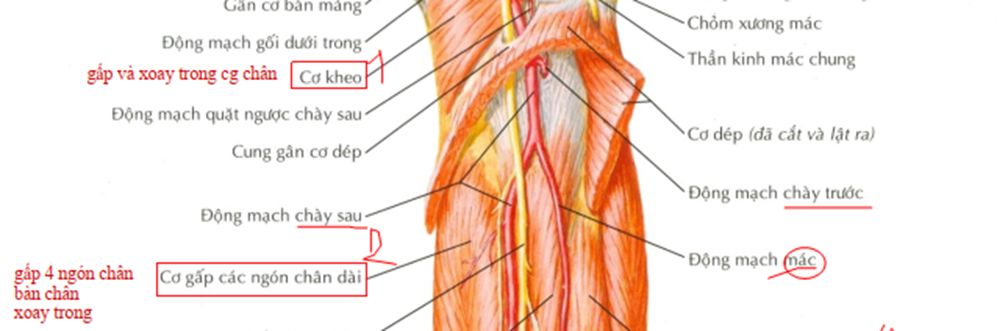 Gân cơ bán màng
Động mạch gối dưới trong
gấp và xoay trong cg chân
Cơ kheo
Động mạch quặt ngược chày sau
Cung gân cơ dép
Động mạch chày sau
gấp 4 ngón chân
bàn chân
xoay trong
Cơ gấp các ngón chân dài
Chỏm xương mác
Thần kinh mác chung
Cơ dép (đã cắt và lật ra)
Động mạch chày trước
Động mạch mác